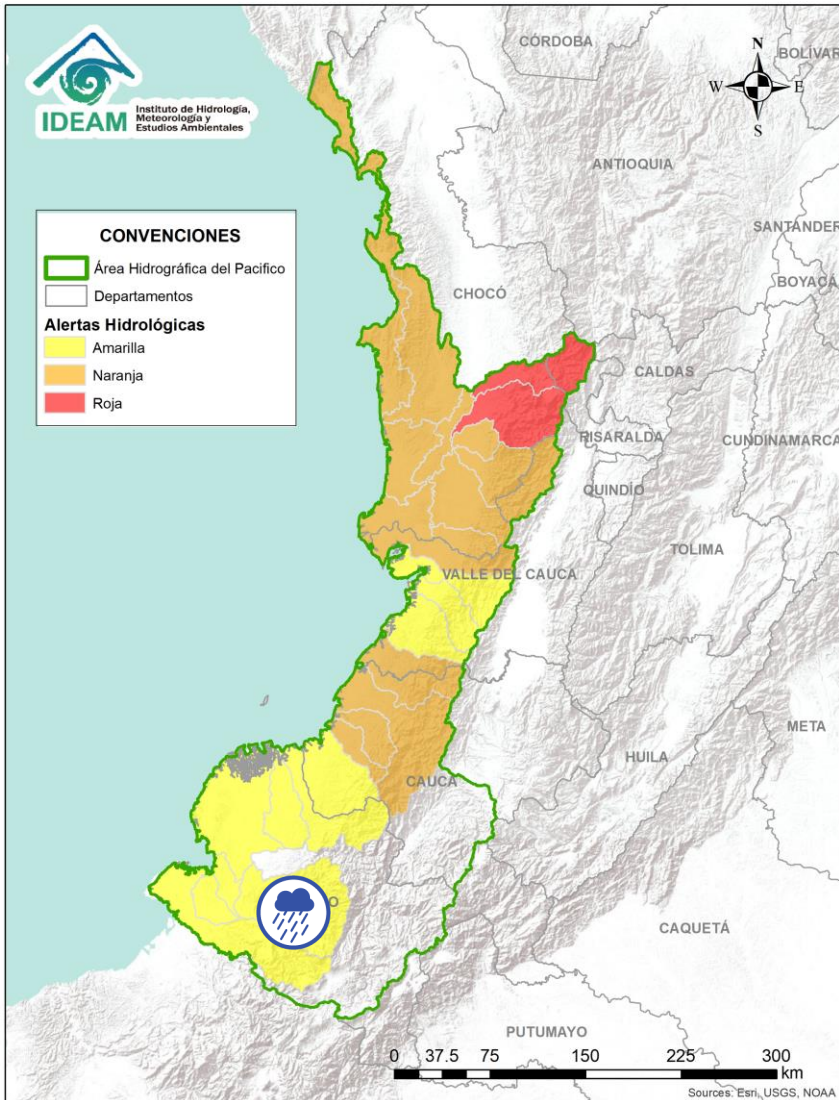 IDEAM
Instituto de Hidrología,
Meteorología y
Estudios Ambientales
N
W
E
S
CÓRDOBA
BOLÍVAR
ANTIOQUIA
SANTANDER
BOYACÁ
CHOCÓ
CALDAS
RISARALDA
CUNDINAMARCA
QUINDÍO
TOLIMA
VALLE DEL CAUCA
META
HUILA
CAUCA
CAQUETÁ
PUTUMAYO
CONVENCIONES
Área Hidrográfica del Pacifico
Departamentos
Alertas Hidrológicas
Amarilla
Naranja
Roja
0 37.5 75 150 225 300
km
Sources: Esri, USGS, NOAA